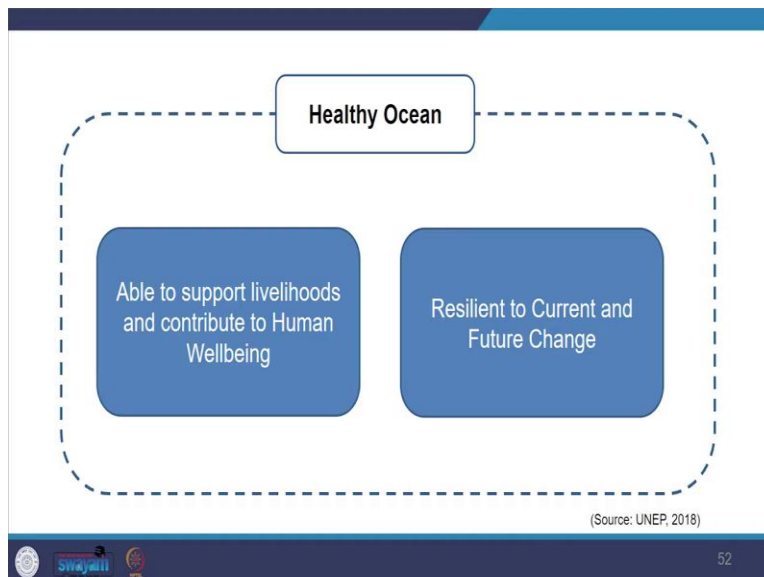 Healthy Ocean
Able to support livelihoods
and contribute to Human
Wellbeing
Resilient to Current and
Future Change
(Source: UNEP, 2018)
swayam
52